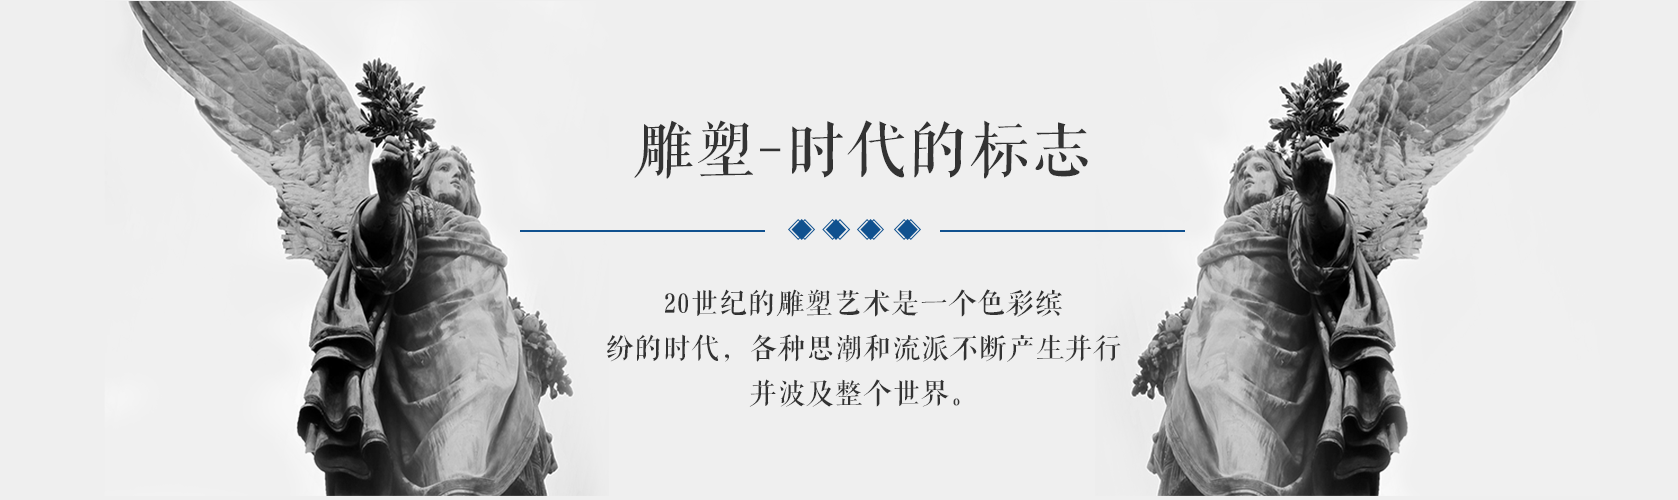 雕塑-时代的标志
20世纪的雕塑艺术是一个色彩缤
纷的时代，各种思潮和流派不断产生并行
并波及整个世界。